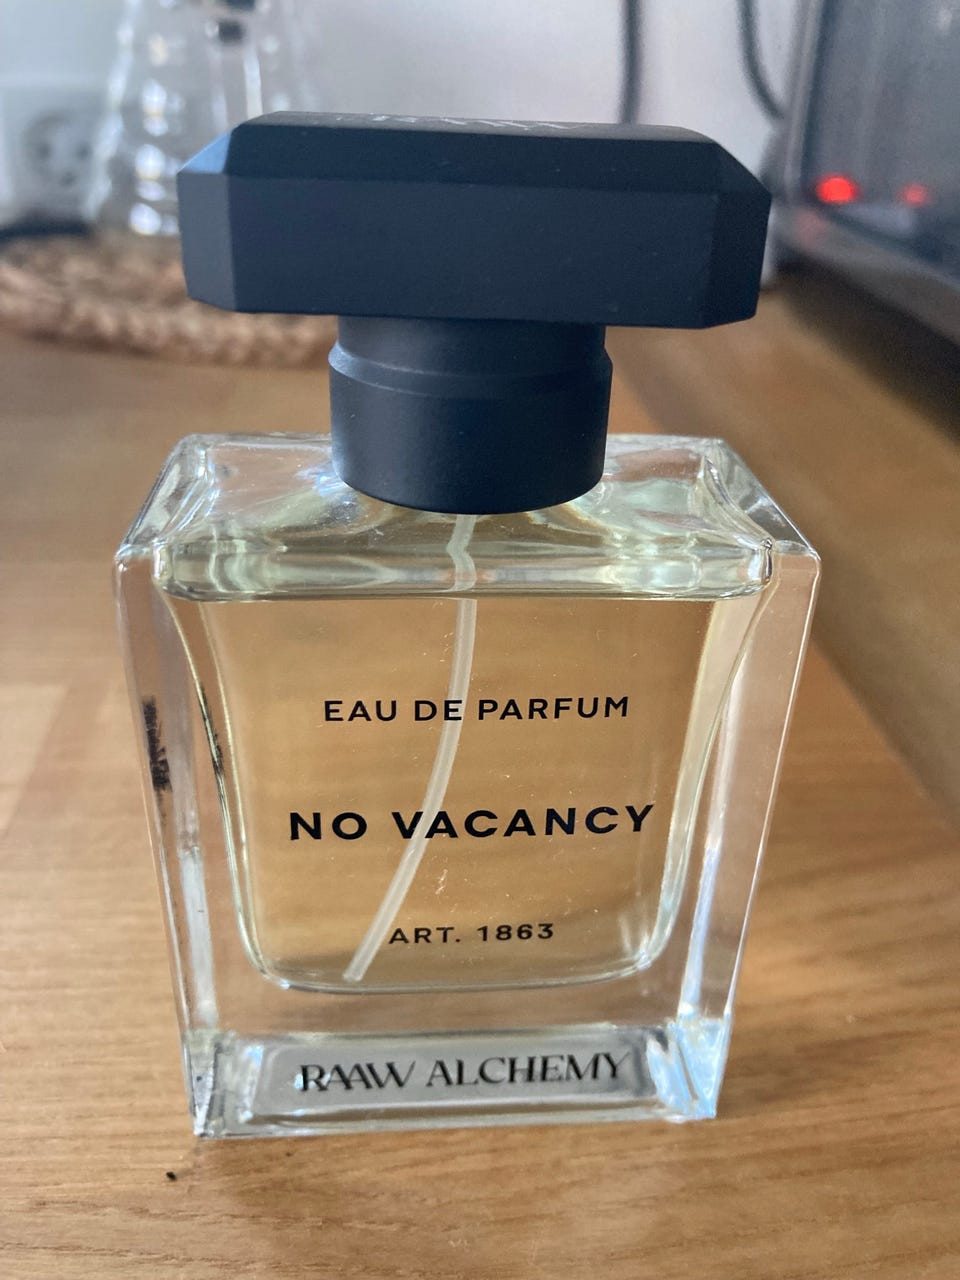 EAU DE PARFUM
NO VACANCY
ART. 1863
RAAW ALCHEMY